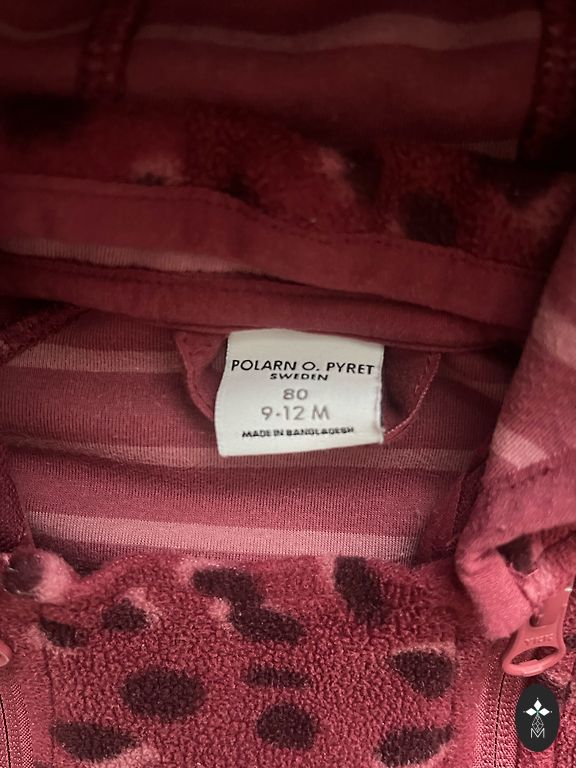 POLARN O. PYRET
SWEDEN
80
9-12 M
MADE IN BANGLADESH